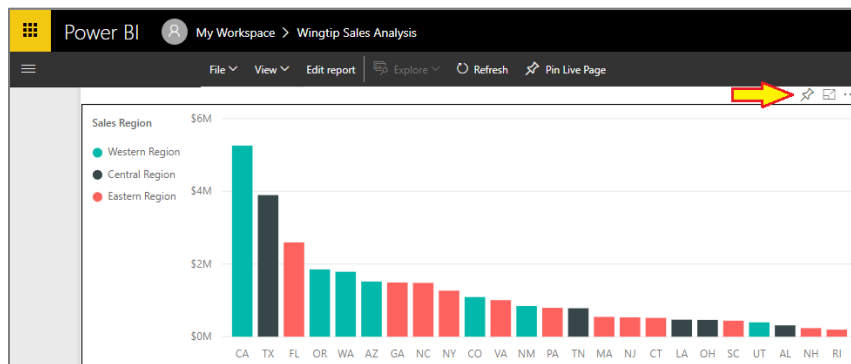 Power BI My Workspace > Wingtip Sales Analysis
File View Edit report Explore Refresh Pin Live Page
Sales Region
Western Region
Central Region
Eastern Region
$6M
$4M
$2M
$0M
CA TX FL OR WA AZ GA NC NY CO VA NM PA TN MA NJ CT LA OH SC UT AL NH RI